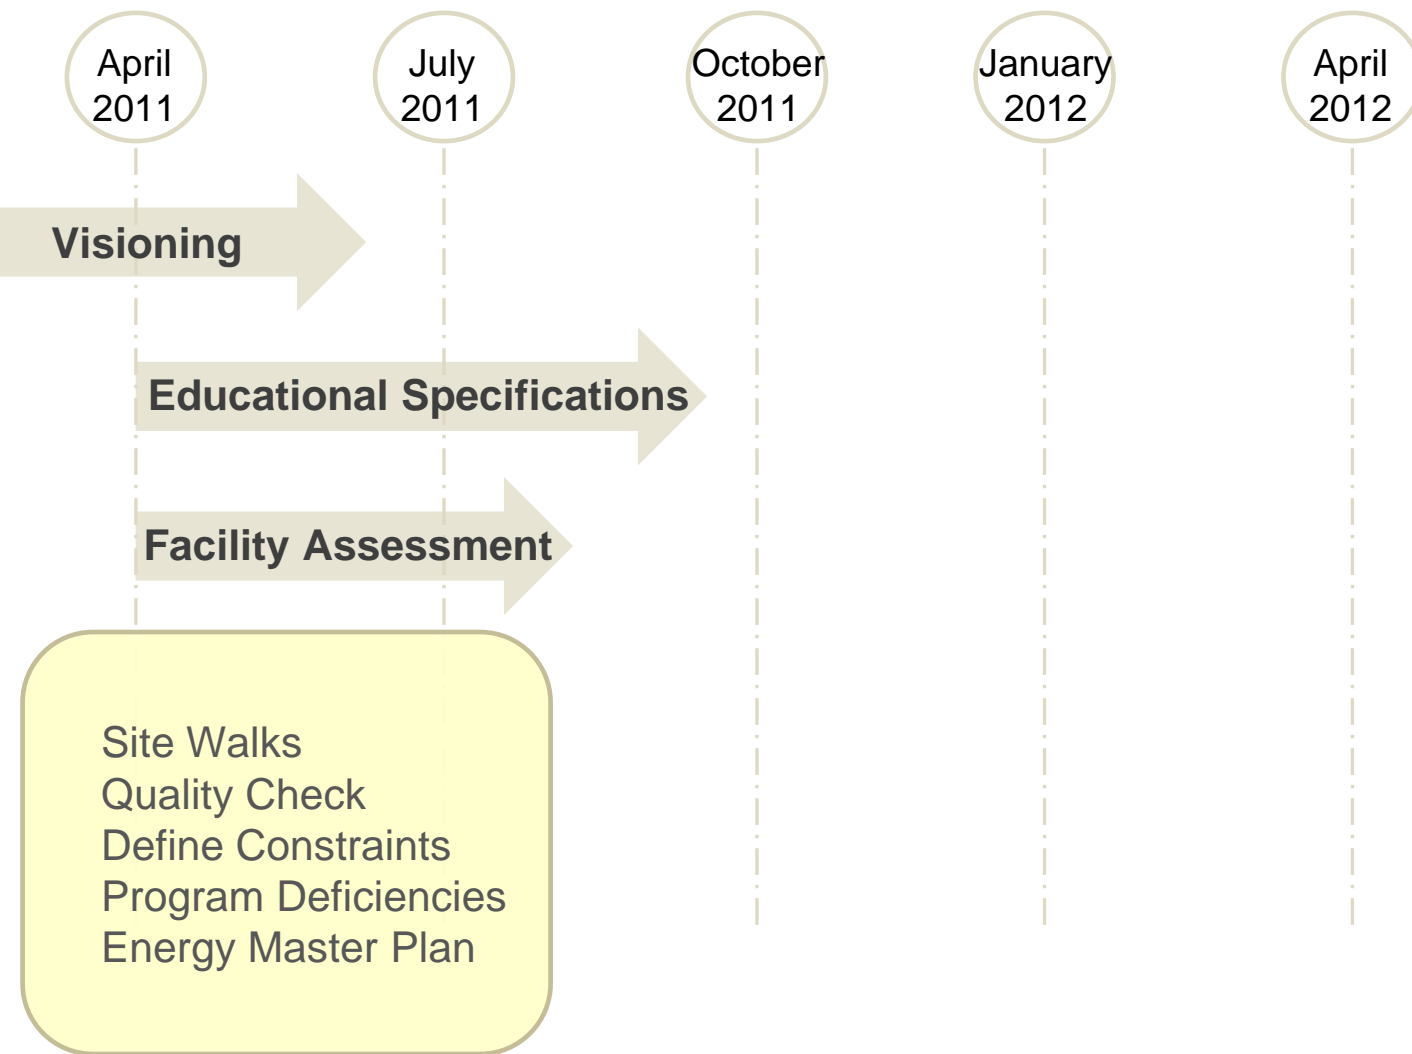 April
2011
July
2011
October
2011
January
2012
April
2012
Visioning
Educational Specifications
Facility Assessment
Site Walks
Quality Check
Define Constraints
Program Deficiencies
Energy Master Plan